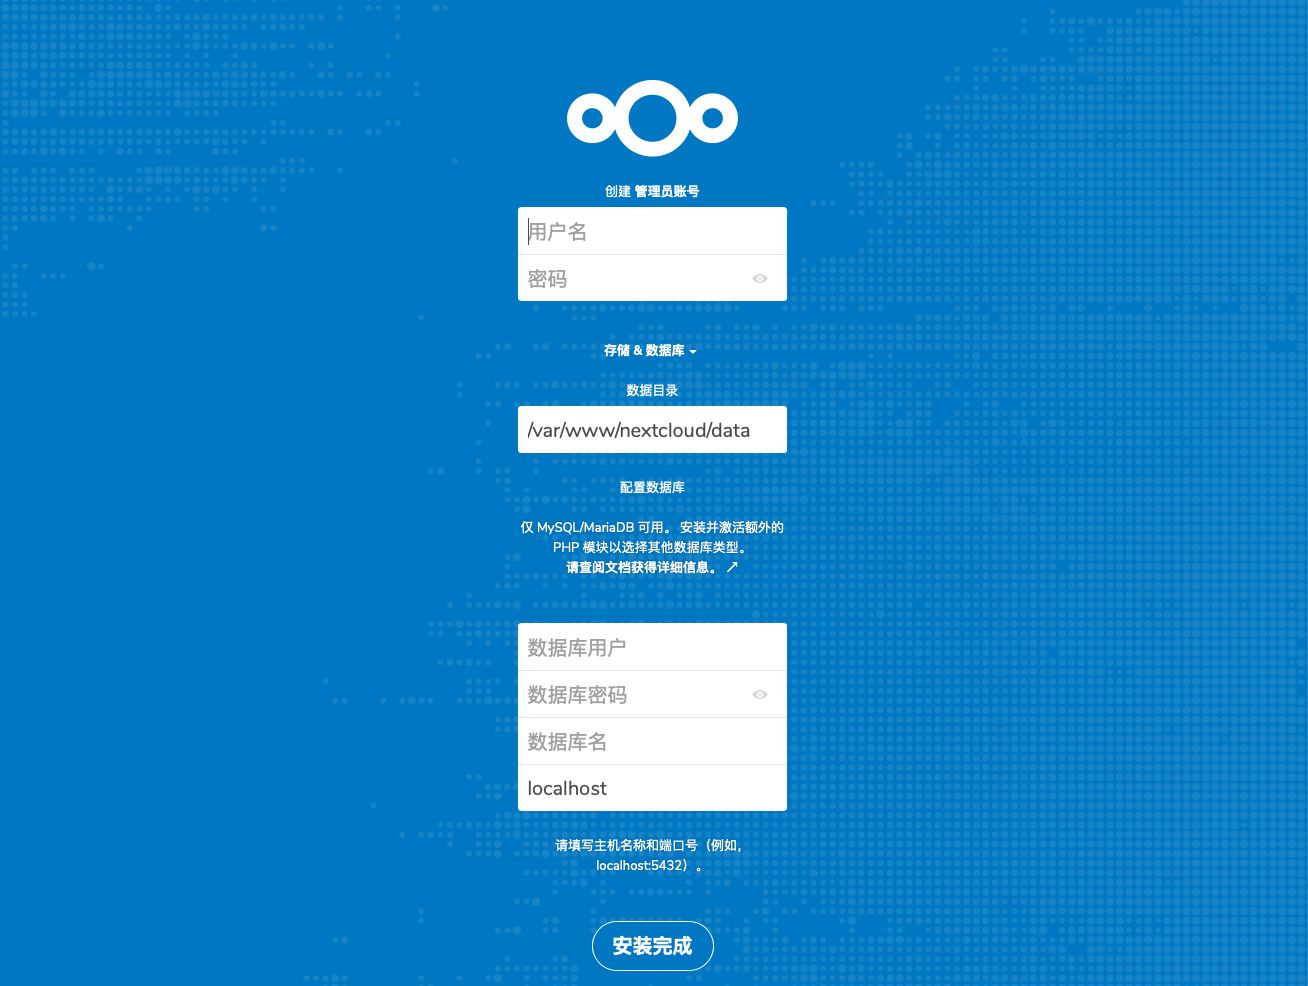 创建 管理员账号
用户名
密码
存储 & 数据库
数据目录
/var/www/nextcloud/data
配置数据库
仅 MySQL/MariaDB 可用。 安装并激活额外的
PHP 模块以选择其他数据库类型。
请查阅文档获得详细信息。 ↗
数据库用户
数据库密码
数据库名
localhost
请填写主机名称和端口号（例如，
localhost:5432）。
安装完成